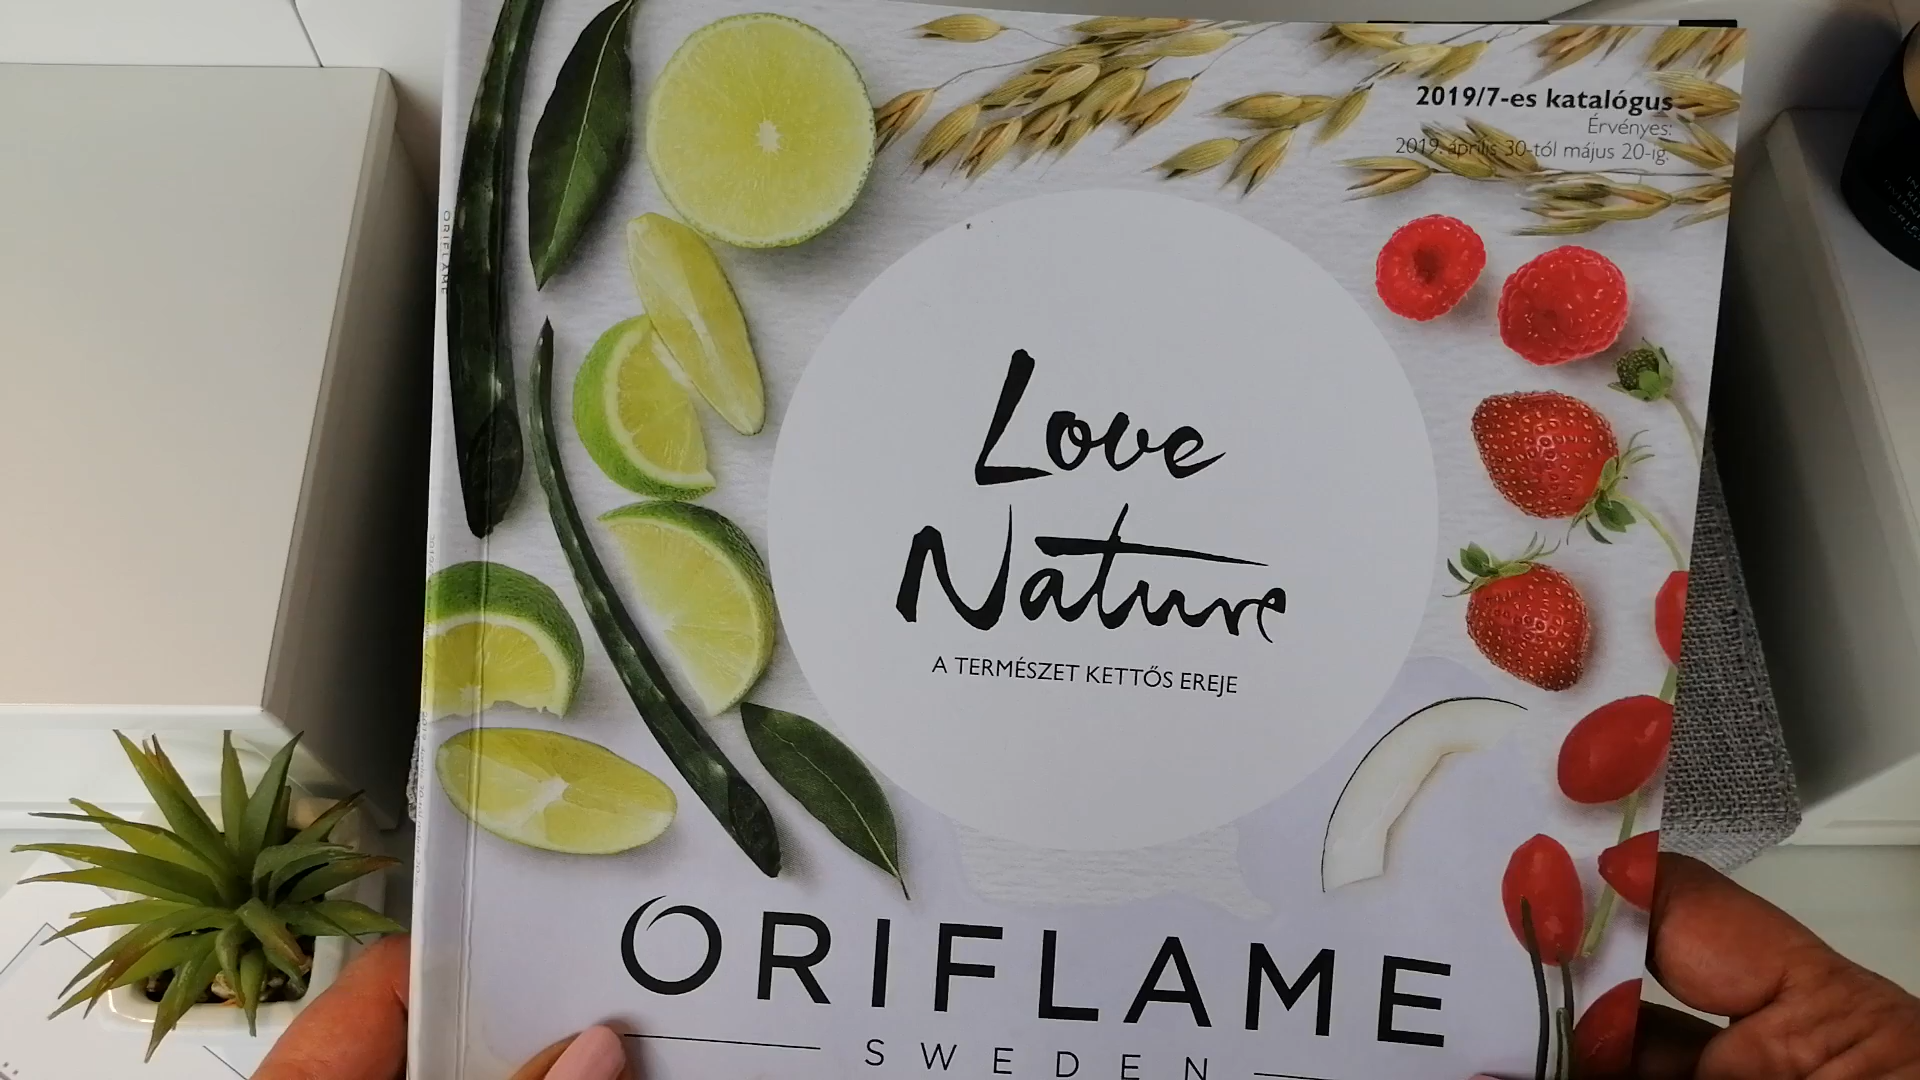 2019/7-es katalógus
Érvényes:
2019. április 30-tól május 20-ig.
ORIFLAME
Love
Nature
A TERMÉSZET KETTŐS EREJE
ORIFLAME
SWEDEN